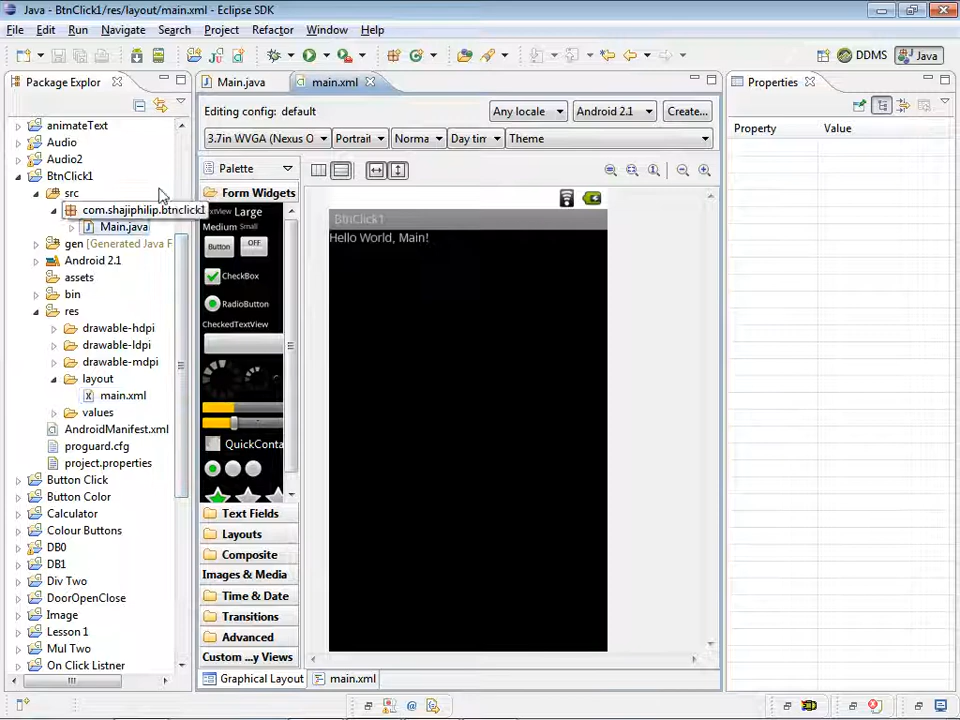 Java - BtnClick1/res/layout/main.xml - Eclipse SDK
File Edit Run Navigate Search Project Refactor Window Help
DDMS Java
Package Explor
animateText
Audio
Audio2
BtnClick1
src
com.shajiphilip.btnclick1
Main.java
gen [Generated Java F
Android 2.1
assets
bin
res
drawable-hdpi
drawable-ldpi
drawable-mdpi
layout
main.xml
values
AndroidManifest.xml
proguard.cfg
project.properties
Button Click
Button Color
Calculator
Colour Buttons
DB0
DB1
Div Two
DoorOpenClose
Image
Lesson 1
Mul Two
On Click Listner
Main.java main.xml
Editing config: default Any locale Android 2.1 Create...
3.7in WVGA (Nexus O Portrait Norma Day tim Theme
Palette
Form Widgets
Large
Medium Small
Button OFF
CheckBox
RadioButton
CheckedTextView
QuickConta
Text Fields
Layouts
Composite
Images & Media
Time & Date
Transitions
Advanced
Custom ...y Views
BtnClick1
Hello World, Main!
Graphical Layout main.xml
Properties
Property Value